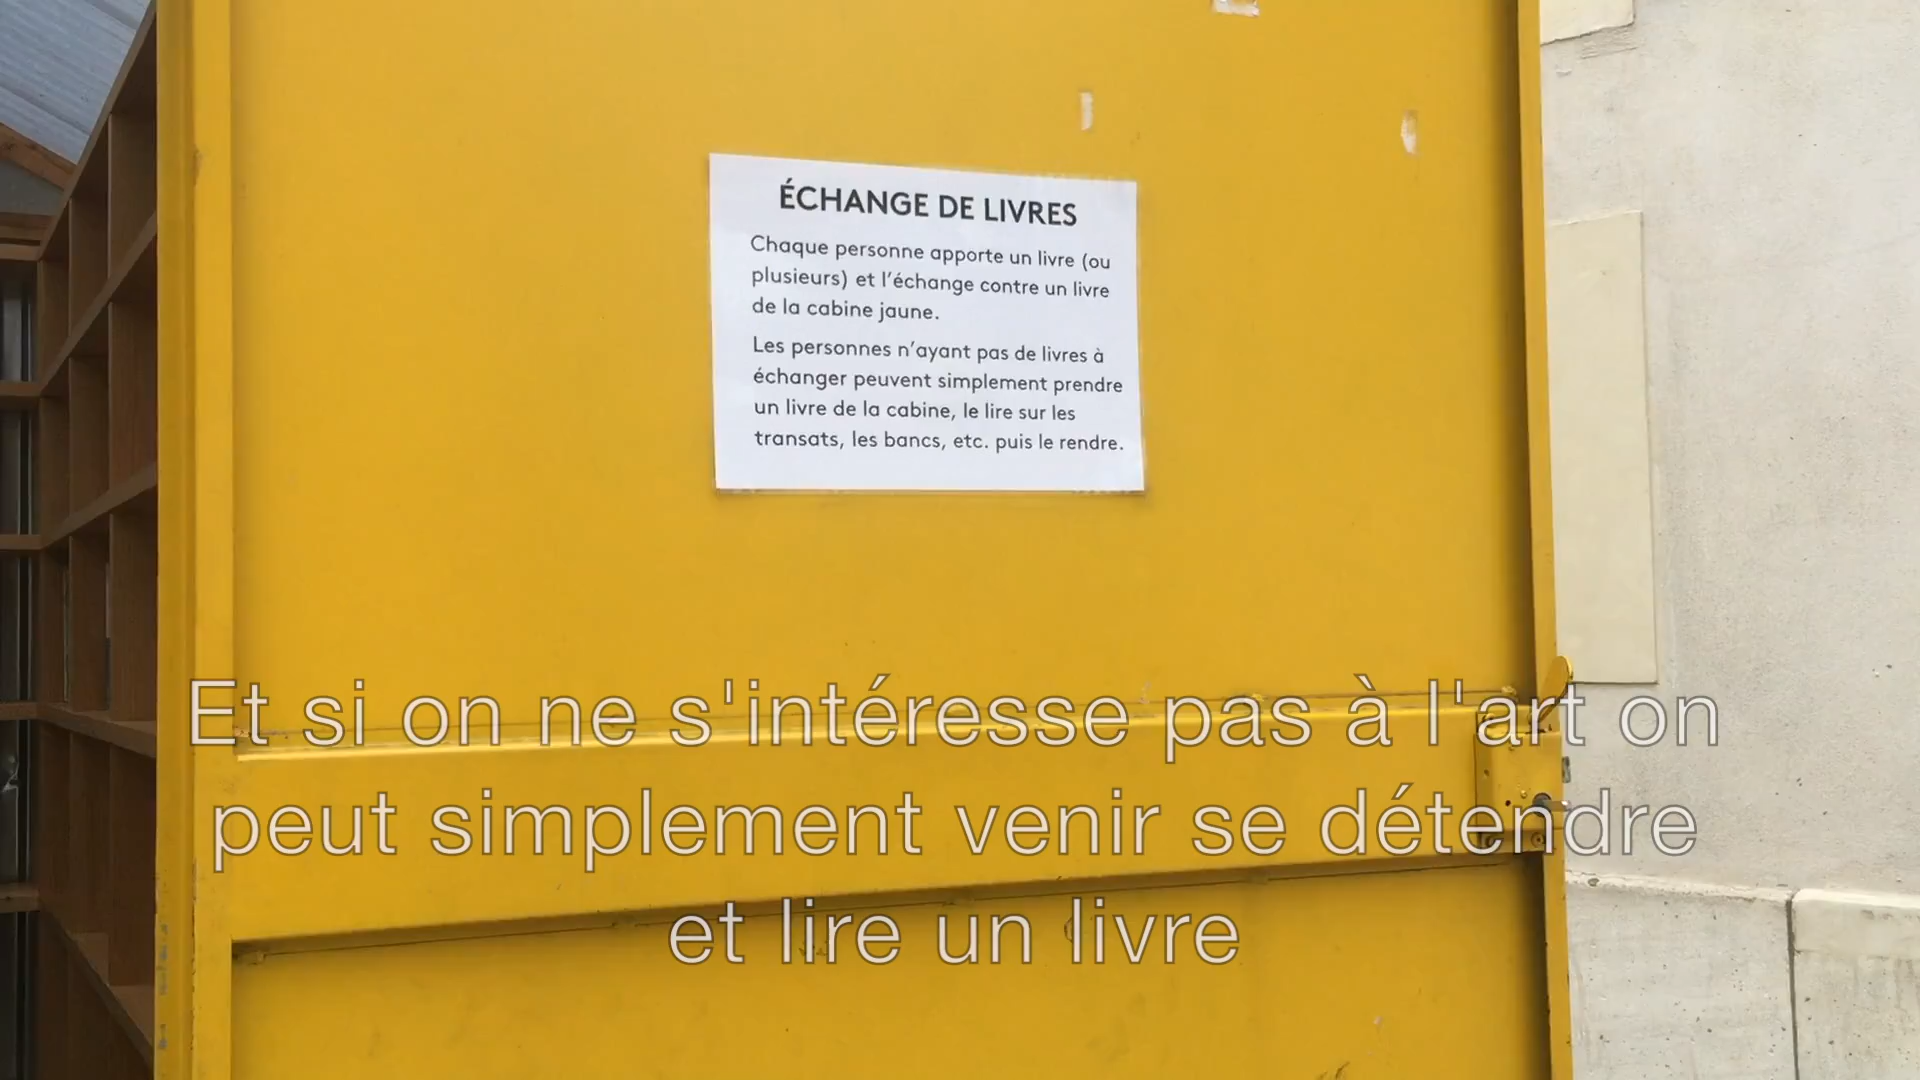 ÉCHANGE DE LIVRES
Chaque personne apporte un livre (ou
plusieurs) et l'échange contre un livre
de la cabine jaune.
Les personnes n'ayant pas de livres à
échanger peuvent simplement prendre
un livre de la cabine, le lire sur les
transats, les bancs, etc. puis le rendre.
Et si on ne s'intéresse pas à l'art on
peut simplement venir se détendre
et lire un livre